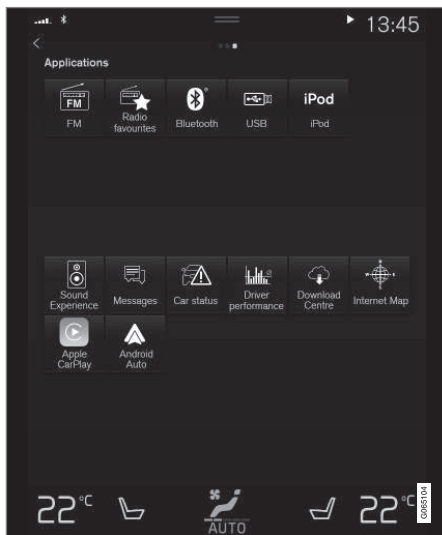 13:45
Applications
FM
iPod
FM
Radio
favourites
Bluetooth
USB
iPod
Sound
Experience
Messages
Car status
Driver
performance
Download
Centre
Internet Map
Apple
CarPlay
Android
Auto
22°C
22°C
AUTO
G065104